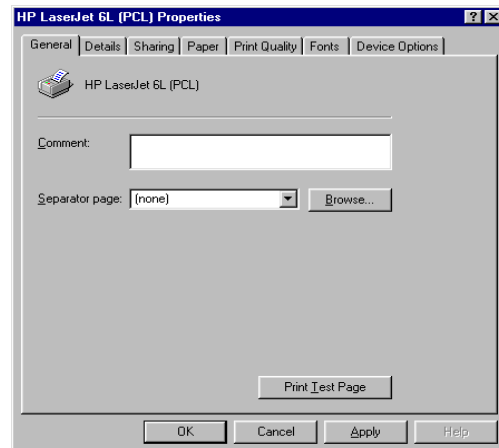 HP LaserJet 6L (PCL) Properties
General Details Sharing Paper Print Quality Fonts Device Options
HP LaserJet 6L (PCL)
Comment:
Separator page: (none) Browse...
Print Test Page
OK Cancel Apply Help